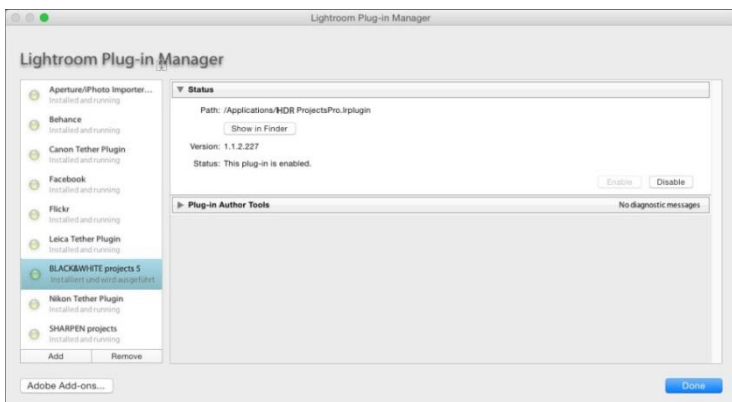 Lightroom Plug-in Manager
Lightroom Plug-in Manager
Aperture/iPhoto Importer...
Installed and running
Behance
Installed and running
Canon Tether Plugin
Installed and running
Facebook
Installed and running
Flickr
Installed and running
Leica Tether Plugin
Installed and running
BLACK&WHITE projects 5
Installiert und wird ausgeführt
Nikon Tether Plugin
Installed and running
SHARPEN projects
Installed and running
Add Remove
Adobe Add-ons...
Status
Path: /Applications/HDR ProjectsPro.lrplugin
Show in Finder
Version: 1.1.2.227
Status: This plug-in is enabled.
Enable Disable
Plug-in Author Tools No diagnostic messages
Done